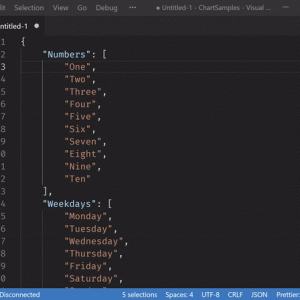 dit Selection View Go Debug ... ● Untitled-1 - ChartSamples - Visual ...
ntitled-1 ●
1 {
2 "Numbers": [
3 "One",
4 "Two",
5 "Three",
6 "Four",
7 "Five",
8 "Six",
9 "Seven",
0 "Eight",
1 "Nine",
2 "Ten"
3 ],
4 "Weekdays": [
5 "Monday",
6 "Tuesday",
7 "Wednesday",
8 "Thursday",
9 "Friday",
0 "Saturday",
Disconnected 5 selections Spaces: 4 UTF-8 CRLF JSON Prettier: